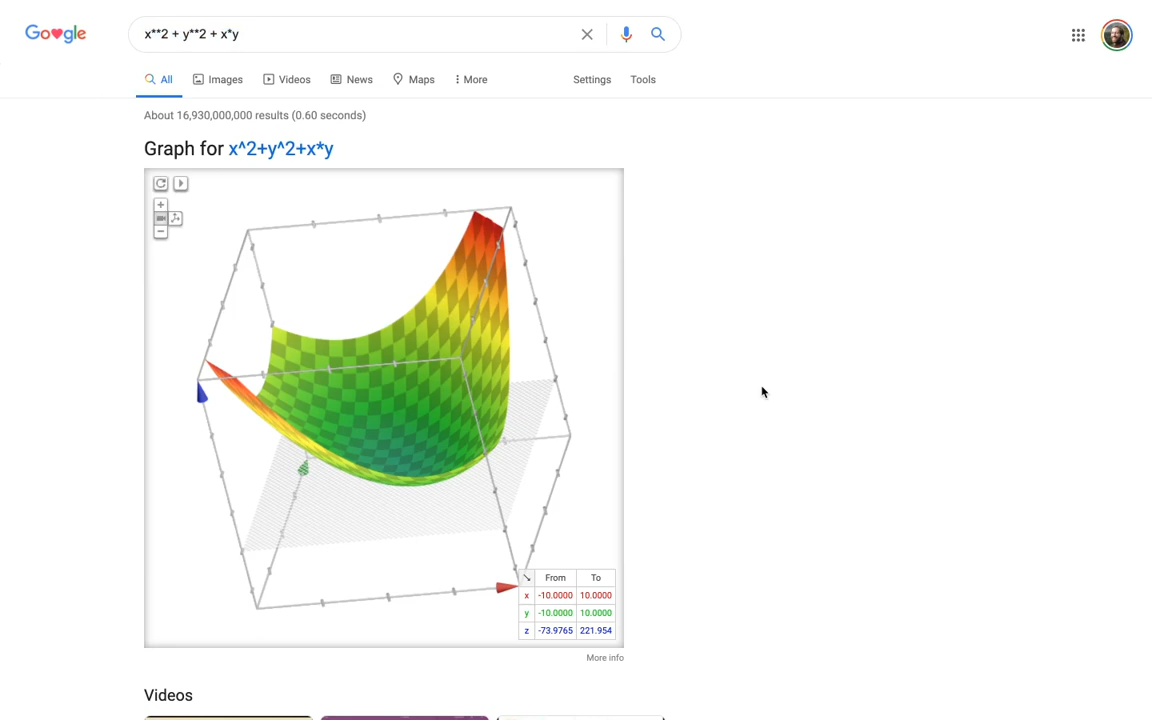 Google
x**2 + y**2 + x*y
All Images Videos News Maps More Settings Tools
About 16,930,000,000 results (0.60 seconds)
Graph for x^2+y^2+x*y
From To
x -10.0000 10.0000
y -10.0000 10.0000
z -73.9765 221.954
More info
Videos